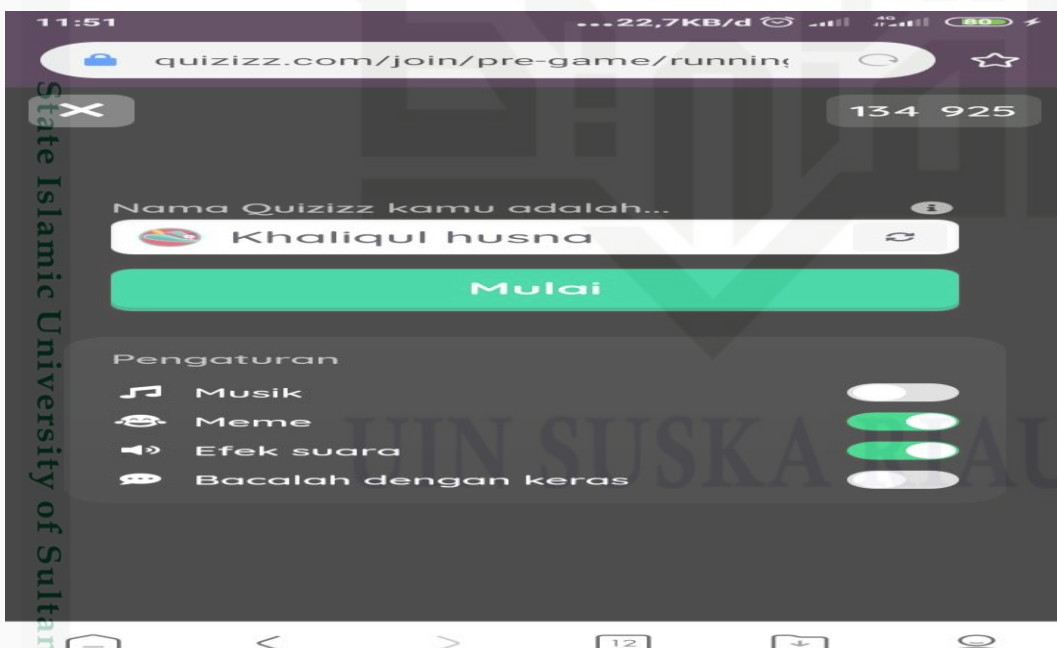 11:51 ...22,7KB/d 4G 80
quizizz.com/join/pre-game/running
134 925
Nama Quizizz kamu adalah...
Khaliqul husna
Mulai
Pengaturan
Musik
Meme
Efek suara
Bacalah dengan keras
12
UIN SUSKA RIAU
State Islamic University of Sultan